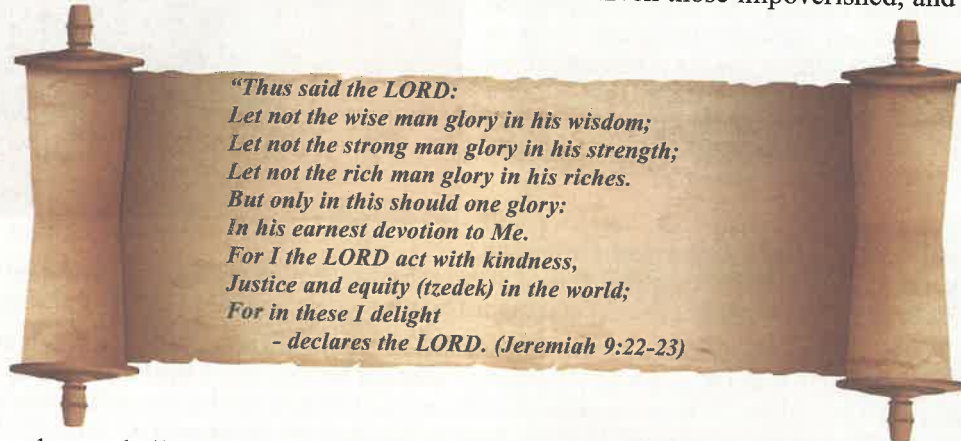 those impoverished, and
“Thus said the LORD:
Let not the wise man glory in his wisdom;
Let not the strong man glory in his strength;
Let not the rich man glory in his riches.
But only in this should one glory:
In his earnest devotion to Me.
For I the LORD act with kindness,
Justice and equity (tzedek) in the world;
For in these I delight
- declares the LORD. (Jeremiah 9:22-23)